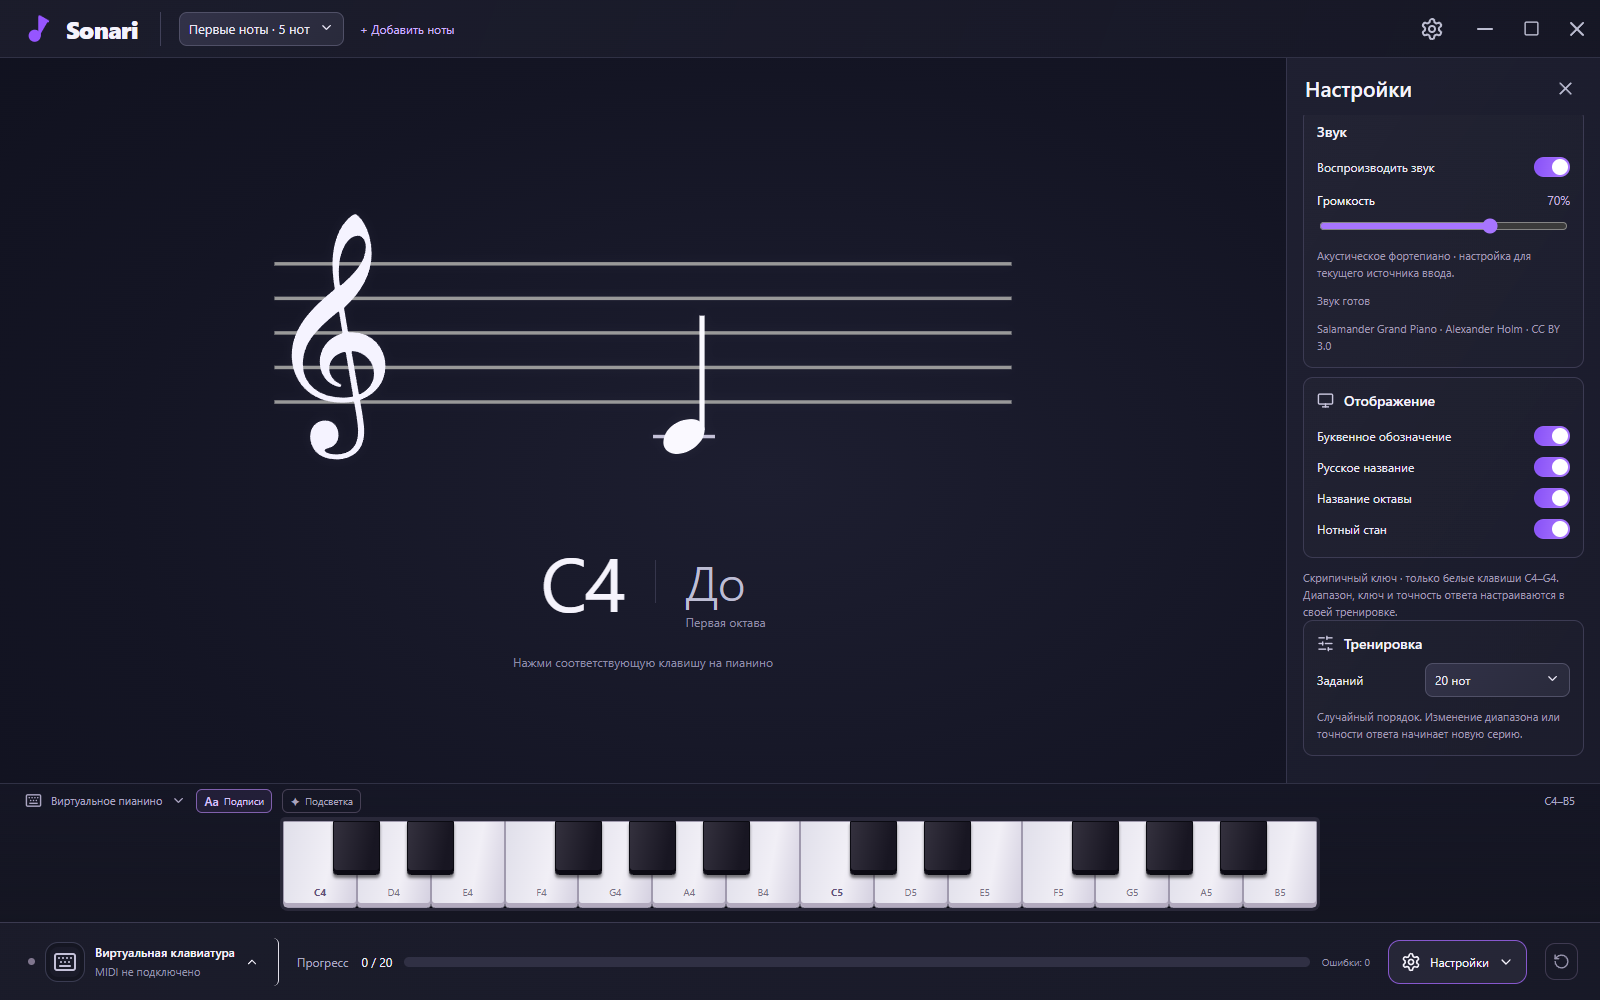 Sonari
Первые ноты · 5 нот
+ Добавить ноты
Настройки
Звук
Воспроизводить звук
Громкость 70%
Акустическое фортепиано · настройка для
текущего источника ввода.
Звук готов
Salamander Grand Piano · Alexander Holm · CC BY
3.0
Отображение
Буквенное обозначение
Русское название
Название октавы
Нотный стан
Скрипичный ключ · только белые клавиши C4–G4.
Диапазон, ключ и точность ответа настраиваются в
своей тренировке.
Тренировка
Заданий 20 нот
Случайный порядок. Изменение диапазона или
точности ответа начинает новую серию.
C4 До
Первая октава
Нажми соответствующую клавишу на пианино
Виртуальное пианино Aa Подписи Подсветка C4–B5
C4 D4 E4 F4 G4 A4 B4 C5 D5 E5 F5 G5 A5 B5
Виртуальная клавиатура
MIDI не подключено
Прогресс 0 / 20 Ошибки: 0 Настройки